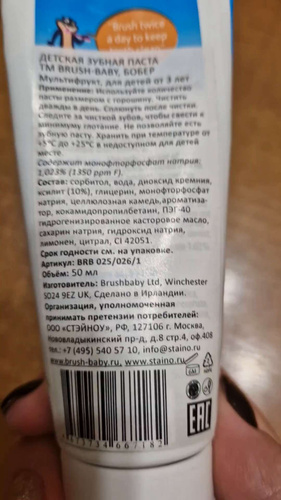 Brush twice
a day to keep
ДЕТСКАЯ ЗУБНАЯ ПАСТА
ТМ BRUSH-BABY, БОБЕР
Мультифрукт, для детей от 3 лет
Применение: Используйте количество
пасты размером с горошину. Чистить
дважды в день. Сплюнуть после чистки.
Следите за чисткой зубов, чтобы свести к
минимуму глотание. Не позволяйте есть
зубную пасту. Хранить при температуре от
+5°C до +25°C в недоступном для детей
месте.
Содержит монофторфосфат натрия
1,023% (1350 ppm F).
Состав: сорбитол, вода, диоксид кремния,
ксилит (10%), глицерин, монофторфосфат
натрия, целлюлозная камедь, ароматиза-
тор, кокамидопропилбетаин, ПЭГ-40
гидрогенизированное касторовое масло,
сахарин натрия, гидроксид натрия,
лимонен, цитрал, CI 42051.
Срок годности см. на упаковке.
Артикул: BRB 025/026/1
Объём: 50 мл
Изготовитель: Brushbaby Ltd, Winchester
SO24 9EZ UK, Сделано в Ирландии.
Организация, уполномоченная
принимать претензии потребителей:
ООО «СТЭЙНОУ», РФ, 127106 г. Москва,
Нововладыкинский пр-д, д.8 стр.4, оф.408
тел.+7 (495) 540 57 10, info@staino.ru
www.brush-baby.ru, www.staino.ru
EAC